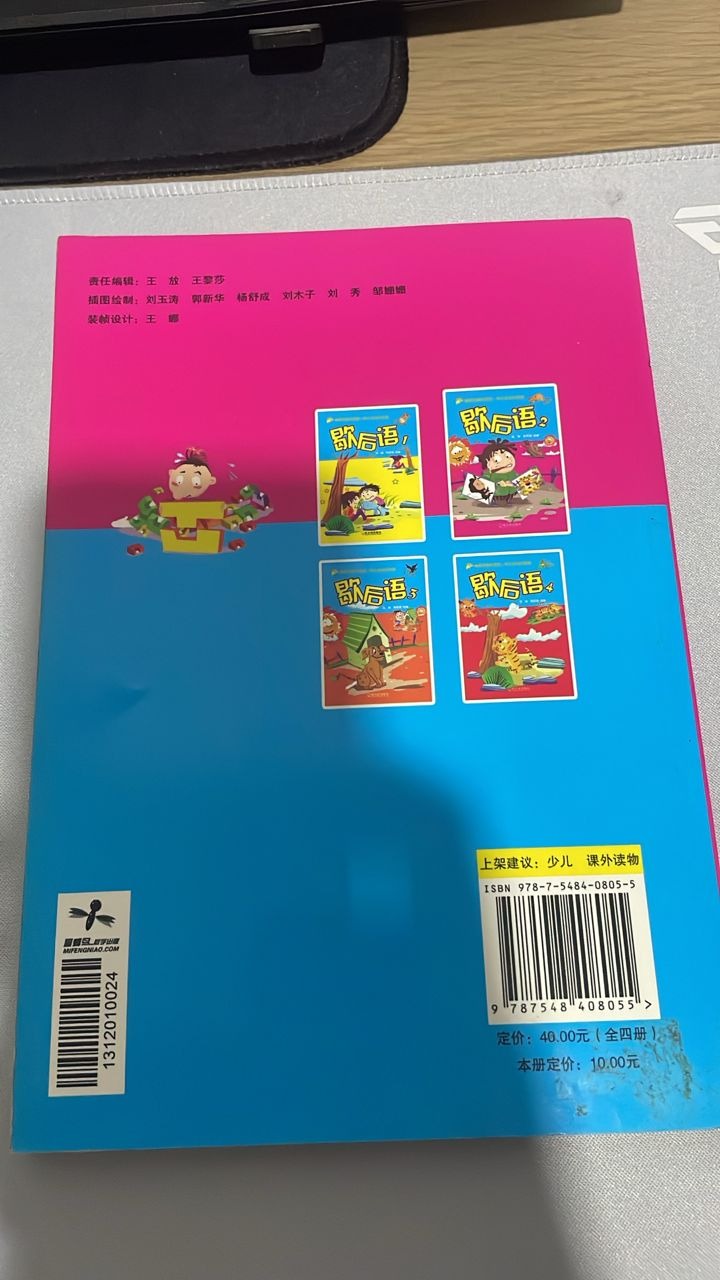 责任编辑：王　放　王黎莎
插图绘制：刘玉涛　郭新华　杨舒成　刘木子　刘　秀　邹姗姗
装帧设计：王　娜
歇后语1
歇后语2
歇后语3
歇后语4
上架建议：少儿　课外读物
ISBN 978-7-5484-0805-5
9 787548 408055 >
定价：40.00元（全四册）
本册定价：10.00元
MIFENGNIAO.COM
1312010024